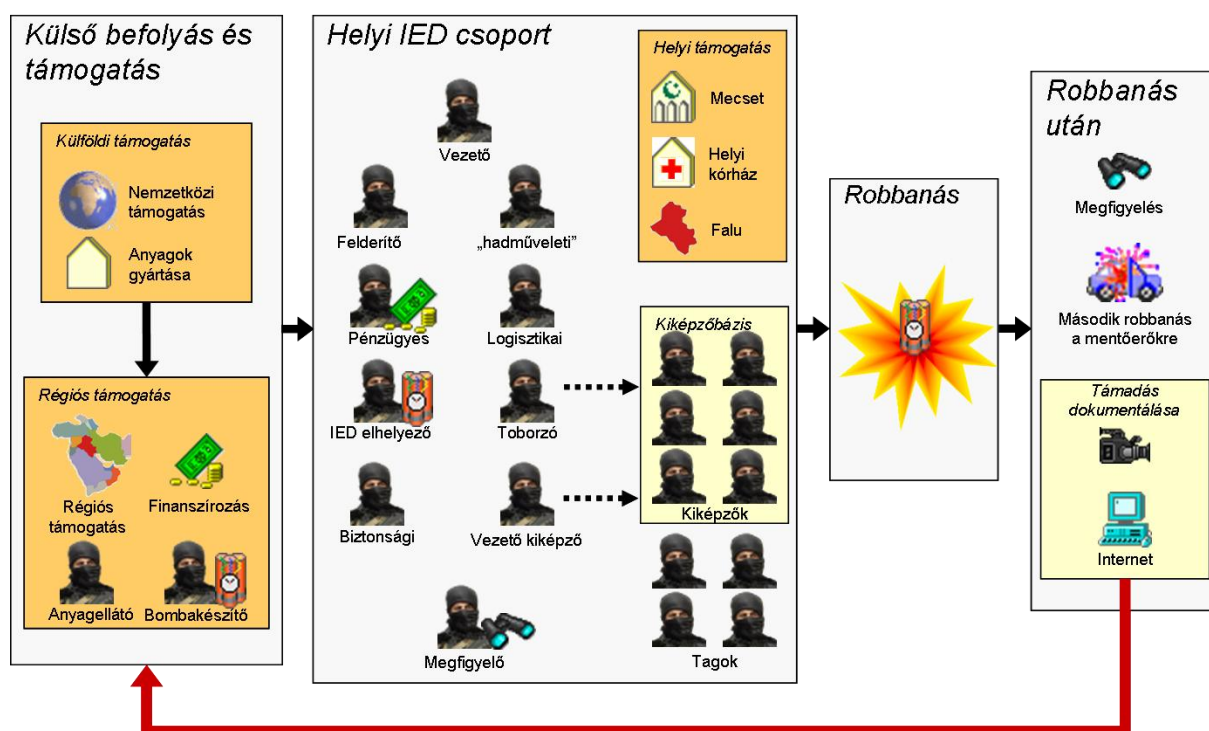 Külső befolyás és
támogatás
Külföldi támogatás
Nemzetközi
támogatás
Anyagok
gyártása
Régiós támogatás
Régiós
támogatás
Finanszírozás
Anyagellátó
Bombakészítő
Helyi IED csoport
Vezető
Felderítő
„hadműveleti”
Pénzügyes
Logisztikai
IED elhelyező
Toborzó
Biztonsági
Vezető kiképző
Megfigyelő
Helyi támogatás
Mecset
Helyi
kórház
Falu
Kiképzőbázis
Kiképzők
Tagok
Robbanás
Robbanás
után
Megfigyelés
Második robbanás
a mentőerőkre
Támadás
dokumentálása
Internet